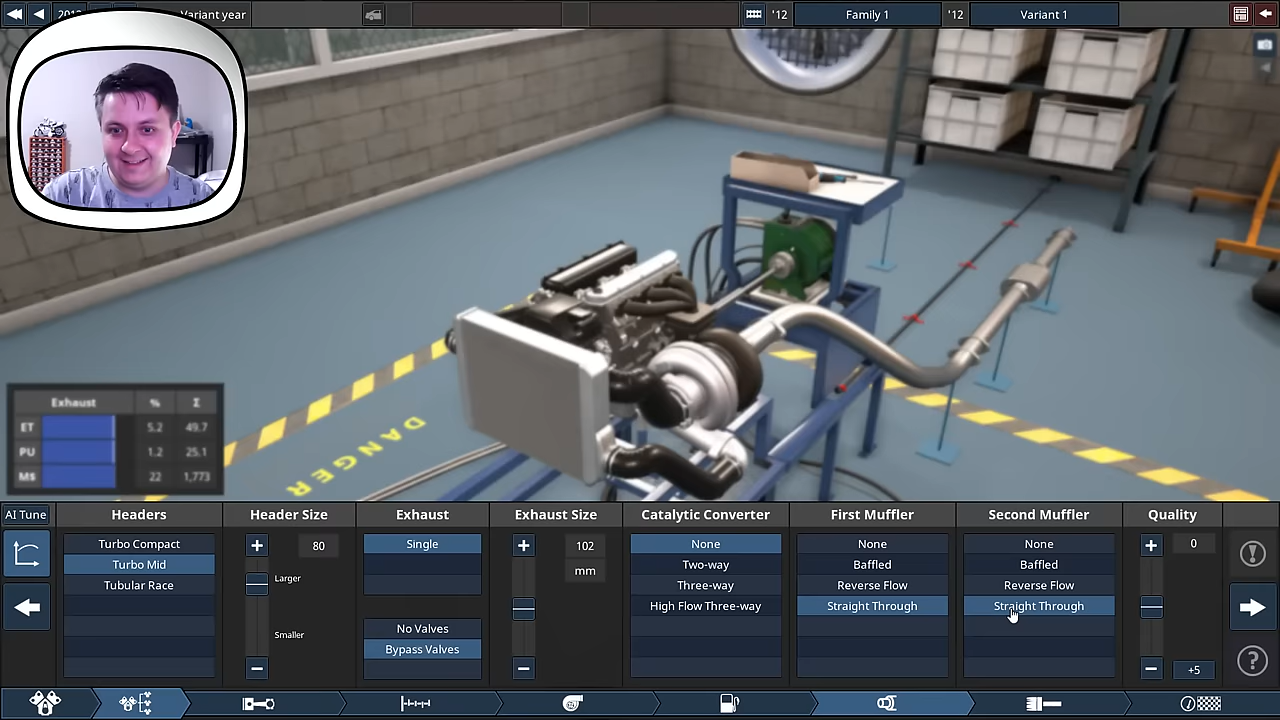 2012 Variant year '12 Family 1 '12 Variant 1
Exhaust % Σ
ET 5.2 49.7
PU 1.2 25.1
M$ 22 1,773
DANGER
AI Tune
Headers
Turbo Compact
Turbo Mid
Tubular Race
Header Size
80
Larger
Smaller
Exhaust
Single
No Valves
Bypass Valves
Exhaust Size
102
mm
Catalytic Converter
None
Two-way
Three-way
High Flow Three-way
First Muffler
None
Baffled
Reverse Flow
Straight Through
Second Muffler
None
Baffled
Reverse Flow
Straight Through
Quality
0
+5